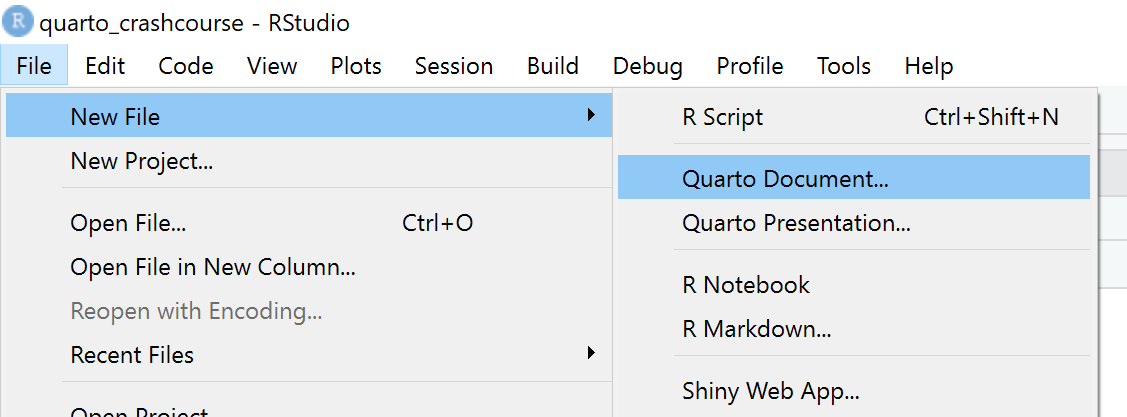 R quarto_crashcourse - RStudio
File Edit Code View Plots Session Build Debug Profile Tools Help
New File
New Project...
Open File... Ctrl+O
Open File in New Column...
Reopen with Encoding...
Recent Files
Open Project
R Script Ctrl+Shift+N
Quarto Document...
Quarto Presentation...
R Notebook
R Markdown...
Shiny Web App...